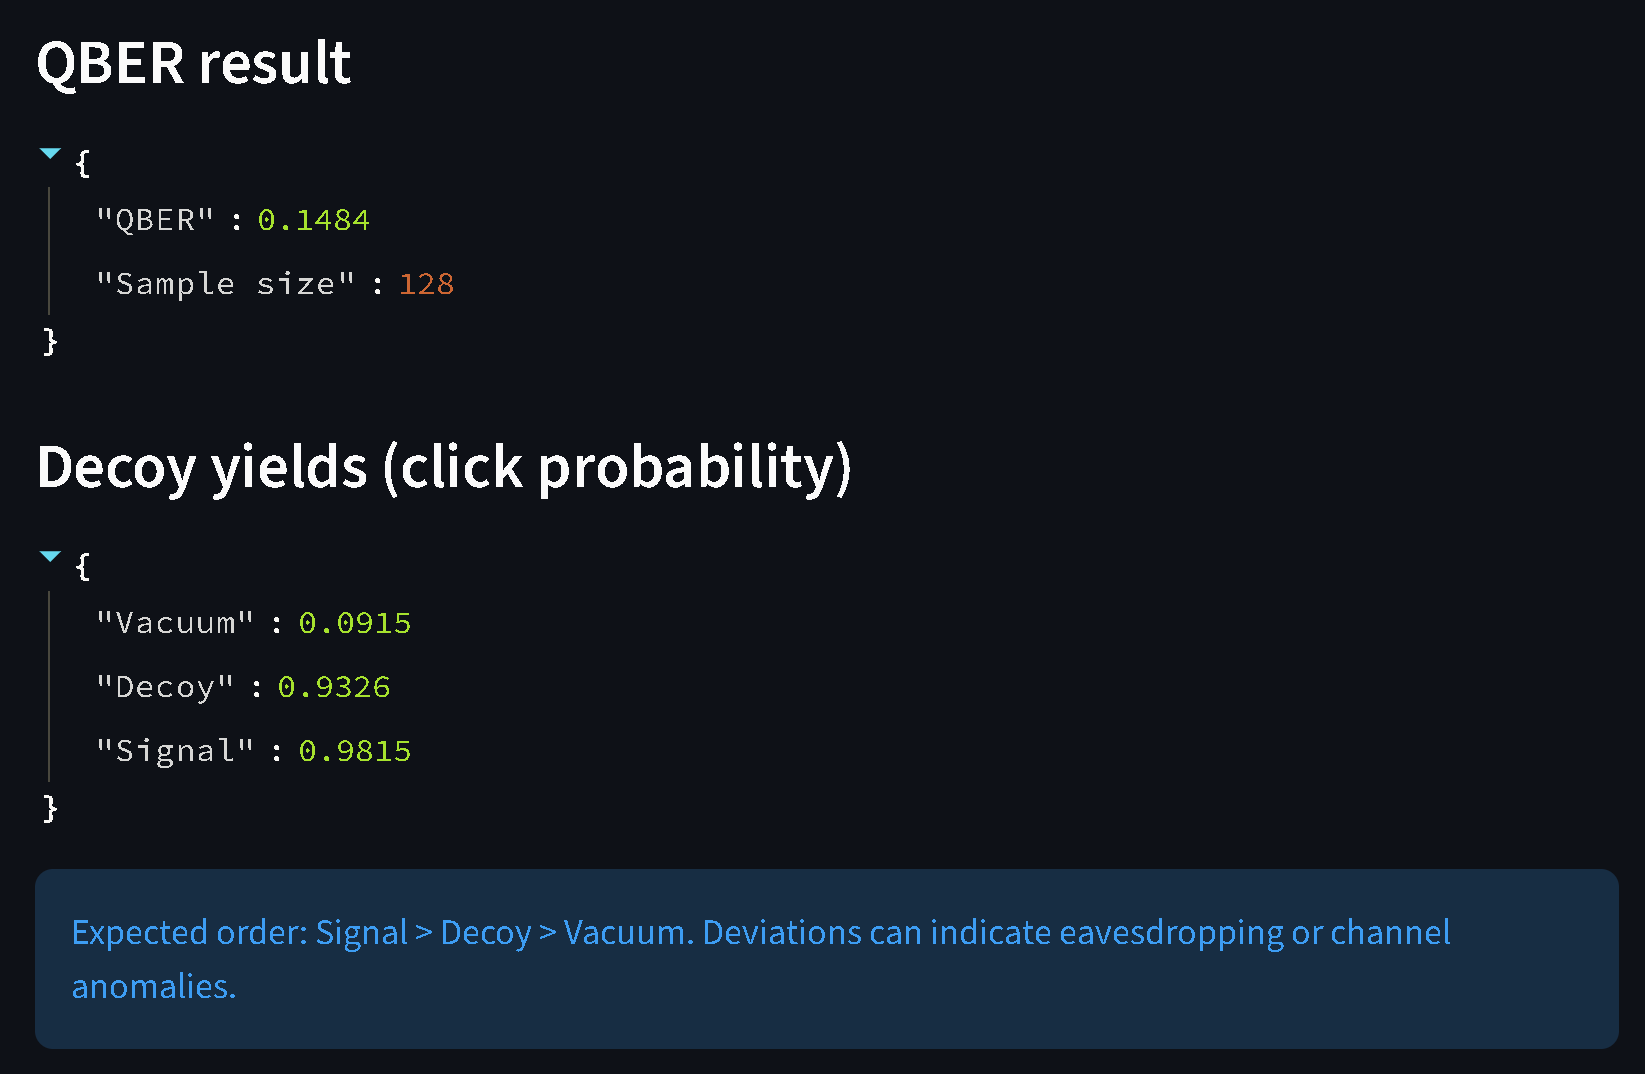 QBER result
{
"QBER" : 0.1484
"Sample size" : 128
}
Decoy yields (click probability)
{
"Vacuum" : 0.0915
"Decoy" : 0.9326
"Signal" : 0.9815
}
Expected order: Signal > Decoy > Vacuum. Deviations can indicate eavesdropping or channel
anomalies.